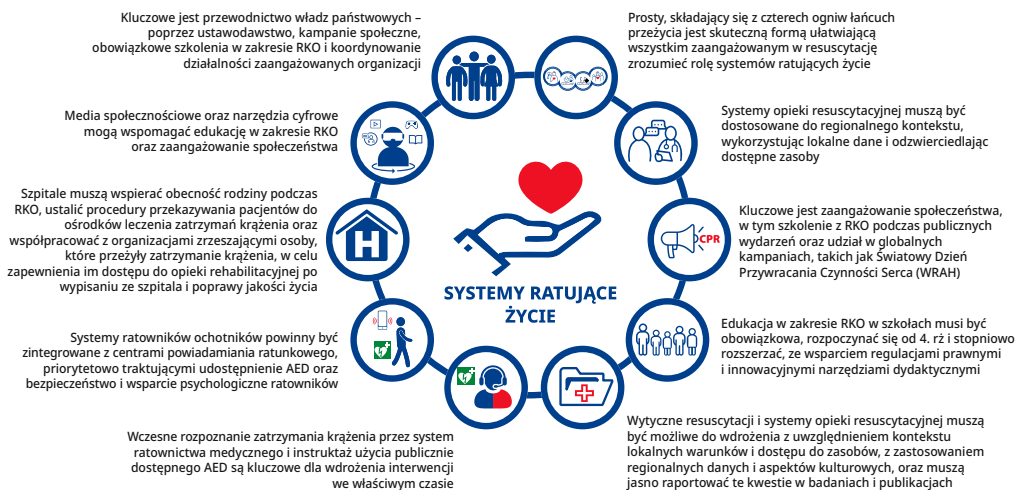 Kluczowe jest przewodnictwo władz państwowych –
poprzez ustawodawstwo, kampanie społeczne,
obowiązkowe szkolenia w zakresie RKO i koordynowanie
działalności zaangażowanych organizacji
Prosty, składający się z czterech ogniw łańcuch
przeżycia jest skuteczną formą ułatwiającą
wszystkim zaangażowanym w resuscytację
zrozumieć rolę systemów ratujących życie
Media społecznościowe oraz narzędzia cyfrowe
mogą wspomagać edukację w zakresie RKO
oraz zaangażowanie społeczeństwa
Systemy opieki resuscytacyjnej muszą być
dostosowane do regionalnego kontekstu,
wykorzystując lokalne dane i odzwierciedlając
dostępne zasoby
Szpitale muszą wspierać obecność rodziny podczas
RKO, ustalić procedury przekazywania pacjentów do
ośrodków leczenia zatrzymań krążenia oraz
współpracować z organizacjami zrzeszającymi osoby,
które przeżyły zatrzymanie krążenia, w celu
zapewnienia im dostępu do opieki rehabilitacyjnej po
wypisaniu ze szpitala i poprawy jakości życia
H
CPR
Kluczowe jest zaangażowanie społeczeństwa,
w tym szkolenie z RKO podczas publicznych
wydarzeń oraz udział w globalnych
kampaniach, takich jak Światowy Dzień
Przywracania Czynności Serca (WRAH)
SYSTEMY RATUJĄCE
ŻYCIE
Systemy ratowników ochotników powinny być
zintegrowane z centrami powiadamiania ratunkowego,
priorytetowo traktującymi udostępnienie AED oraz
bezpieczeństwo i wsparcie psychologiczne ratowników
Edukacja w zakresie RKO w szkołach musi być
obowiązkowa, rozpoczynać się od 4. rż i stopniowo
rozszerzać, ze wsparciem regulacjami prawnymi
i innowacyjnymi narzędziami dydaktycznymi
Wczesne rozpoznanie zatrzymania krążenia przez system
ratownictwa medycznego i instruktaż użycia publicznie
dostępnego AED są kluczowe dla wdrożenia interwencji
we właściwym czasie
Wytyczne resuscytacji i systemy opieki resuscytacyjnej muszą
być możliwe do wdrożenia z uwzględnieniem kontekstu
lokalnych warunków i dostępu do zasobów, z zastosowaniem
regionalnych danych i aspektów kulturowych, oraz muszą
jasno raportować te kwestie w badaniach i publikacjach